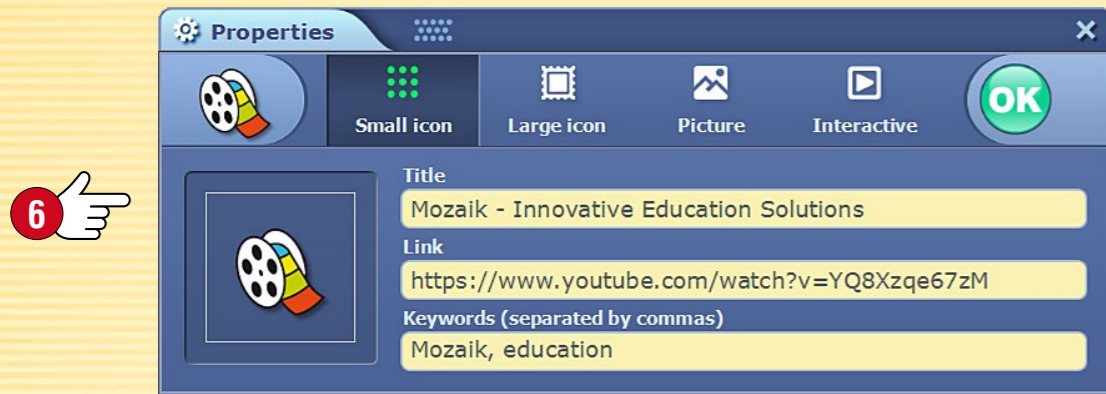 Properties
OK
Small icon Large icon Picture Interactive
Title
6
Mozaik - Innovative Education Solutions
Link
https://www.youtube.com/watch?v=YQ8Xzqe67zM
Keywords (separated by commas)
Mozaik, education